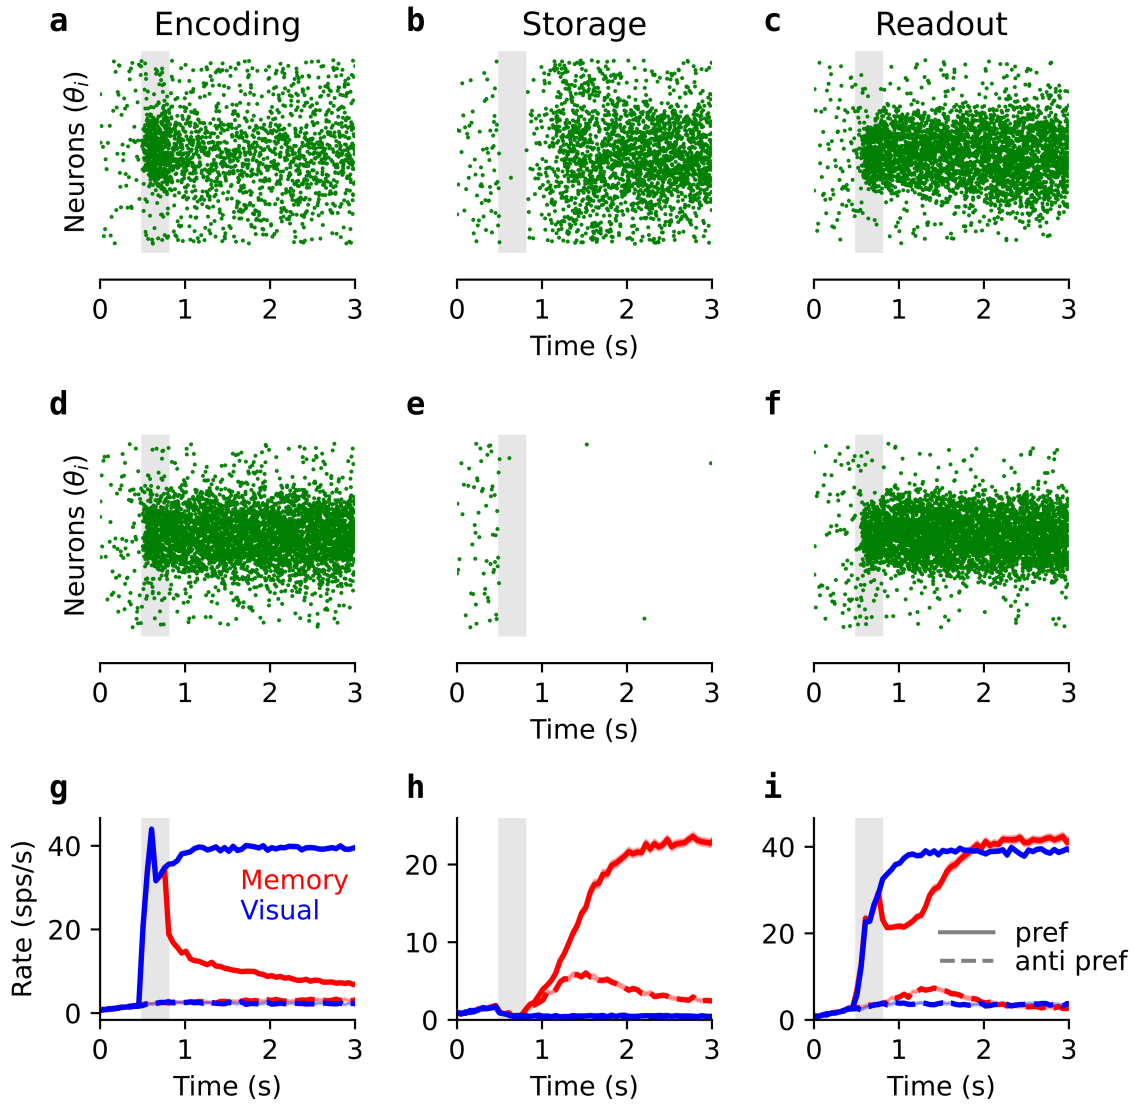 a Encoding b Storage c Readout
Neurons (θi)
0 1 2 3 0 1 2 3 0 1 2 3
Time (s)
d e f
Neurons (θi)
0 1 2 3 0 1 2 3 0 1 2 3
Time (s)
g h i
Rate (sps/s)
40
20
0
Memory
Visual
20
10
0
40
20
0
pref
anti pref
0 1 2 3 0 1 2 3 0 1 2 3
Time (s) Time (s) Time (s)